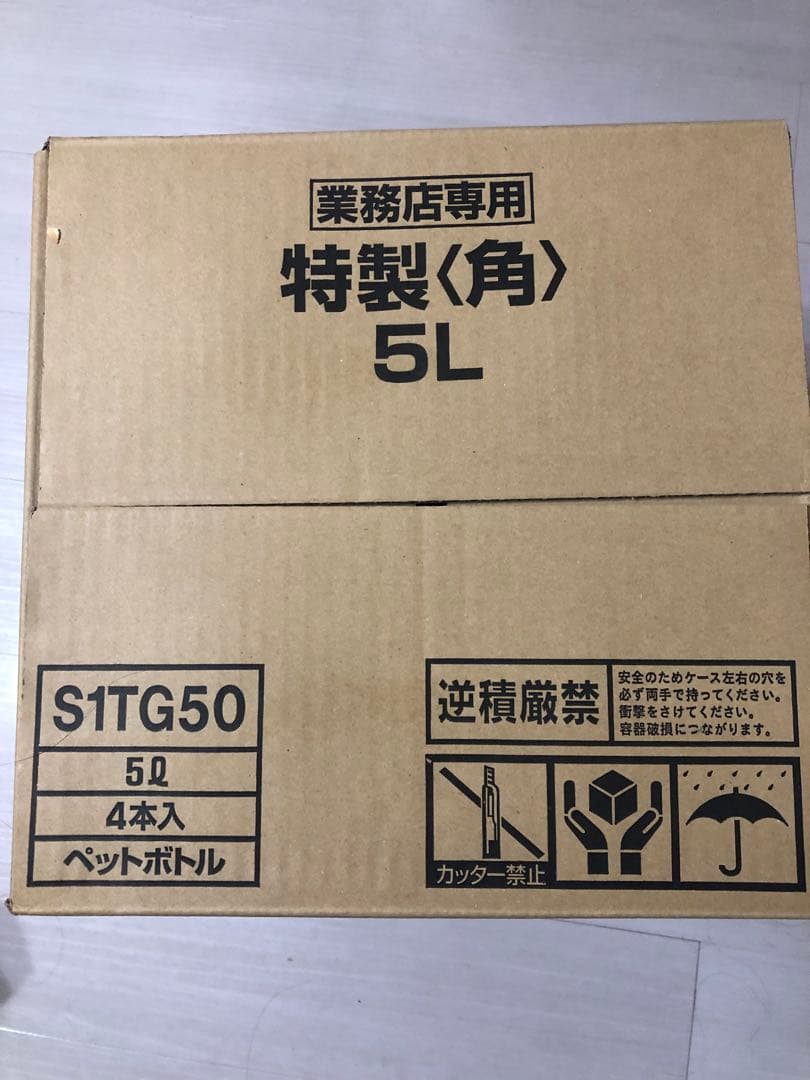 業務店専用
特製〈角〉
5L
S1TG50
5ℓ
4本入
ペットボトル
逆積厳禁
安全のためケース左右の穴を
必ず両手で持ってください。
衝撃をさけてください。
容器破損につながります。
カッター禁止